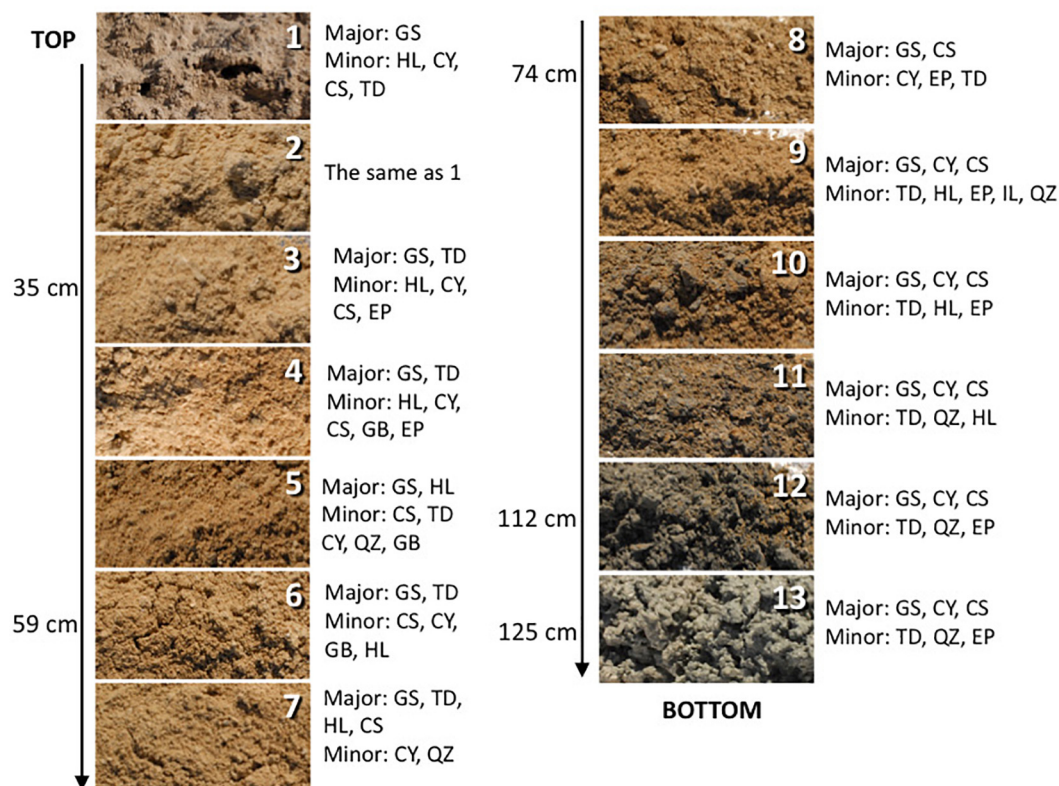 TOP
1
Major: GS
Minor: HL, CY,
CS, TD
2
The same as 1
3
Major: GS, TD
Minor: HL, CY,
CS, EP
35 cm
4
Major: GS, TD
Minor: HL, CY,
CS, GB, EP
5
Major: GS, HL
Minor: CS, TD
CY, QZ, GB
6
Major: GS, TD
Minor: CS, CY,
GB, HL
59 cm
7
Major: GS, TD,
HL, CS
Minor: CY, QZ
8
Major: GS, CS
Minor: CY, EP, TD
74 cm
9
Major: GS, CY, CS
Minor: TD, HL, EP, IL, QZ
10
Major: GS, CY, CS
Minor: TD, HL, EP
11
Major: GS, CY, CS
Minor: TD, QZ, HL
12
Major: GS, CY, CS
Minor: TD, QZ, EP
112 cm
13
Major: GS, CY, CS
Minor: TD, QZ, EP
125 cm
BOTTOM